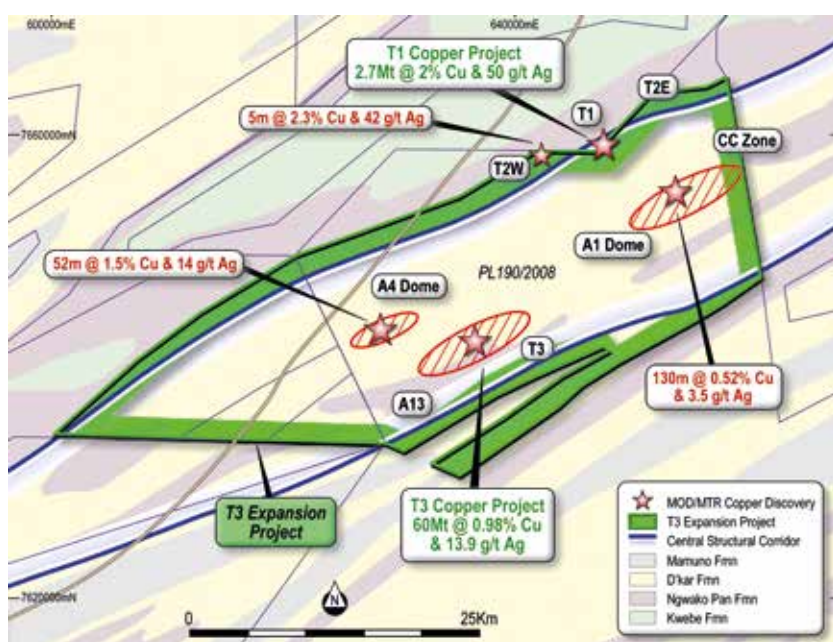 600000mE
640000mE
T1 Copper Project
2.7Mt @ 2% Cu & 50 g/t Ag
T2E
5m @ 2.3% Cu & 42 g/t Ag
T1
7660000mN
CC Zone
T2W
A1 Dome
52m @ 1.5% Cu & 14 g/t Ag
PL190/2008
A4 Dome
T3
130m @ 0.52% Cu
& 3.5 g/t Ag
A13
T3 Expansion
Project
T3 Copper Project
60Mt @ 0.98% Cu
& 13.9 g/t Ag
MOD/MTR Copper Discovery
T3 Expansion Project
Central Structural Corridor
Mamuno Fmn
D'kar Fmn
Ngwako Pan Fmn
Kwebe Fmn
7620000mN
N
0
25Km